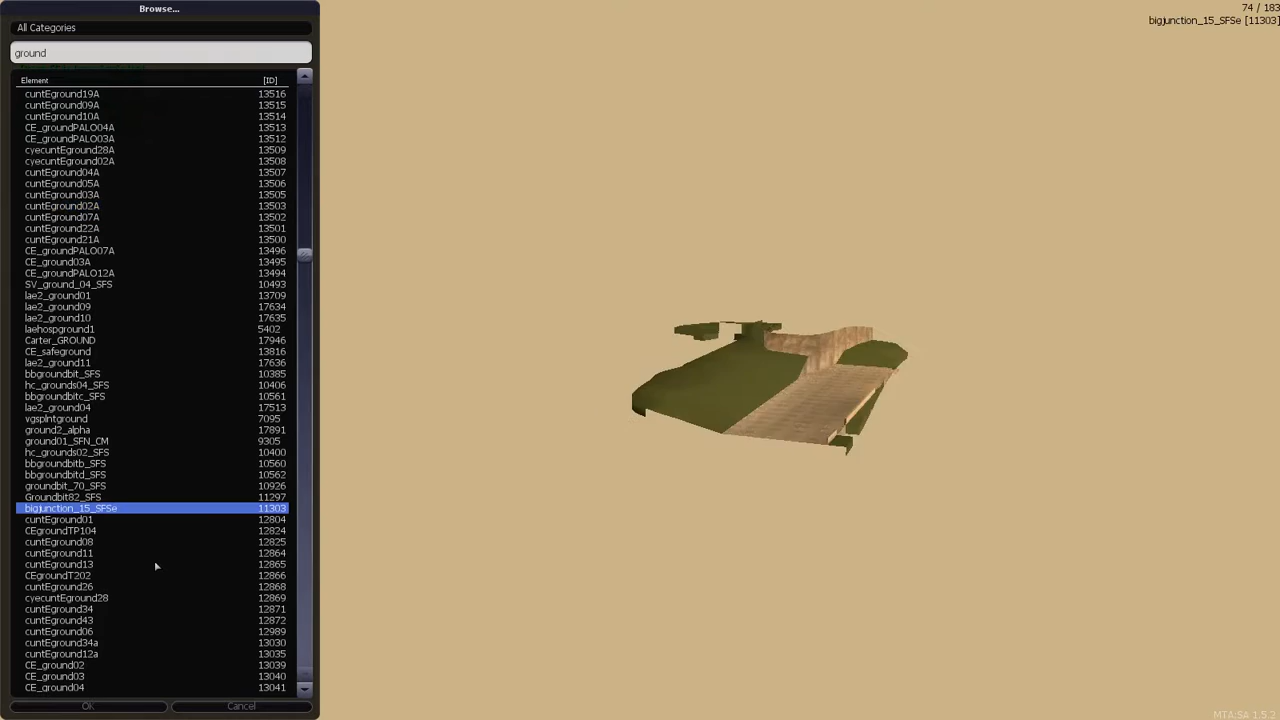 Browse...
74 / 183
bigjunction_15_SFSe [11303]
All Categories
ground
Element [ID]
cuntEground19A 13516
cuntEground09A 13515
cuntEground10A 13514
CE_groundPALO04A 13513
CE_groundPALO03A 13512
cyecuntEground28A 13509
cyecuntEground02A 13508
cuntEground04A 13507
cuntEground05A 13506
cuntEground03A 13505
cuntEground02A 13503
cuntEground07A 13502
cuntEground22A 13501
cuntEground21A 13500
CE_groundPALO07A 13496
CE_ground03A 13495
CE_groundPALO12A 13494
SV_ground_04_SFS 10493
lae2_ground01 13709
lae2_ground09 17634
lae2_ground10 17635
laehospground1 5402
Carter_GROUND 17946
CE_safeground 13816
lae2_ground11 17636
bbgroundbit_SFS 10385
hc_grounds04_SFS 10406
bbgroundbitc_SFS 10561
lae2_ground04 17513
vgsplntground 7095
ground2_alpha 17891
ground01_SFN_CM 9305
hc_grounds02_SFS 10400
bbgroundbitb_SFS 10560
bbgroundbitd_SFS 10562
groundbit_70_SFS 10926
Groundbit82_SFS 11297
bigjunction_15_SFSe 11303
cuntEground01 12804
CEgroundTP104 12824
cuntEground08 12825
cuntEground11 12864
cuntEground13 12865
CEgroundT202 12866
cuntEground26 12868
cyecuntEground28 12869
cuntEground34 12871
cuntEground43 12872
cuntEground06 12989
cuntEground34a 13030
cuntEground12a 13035
CE_ground02 13039
CE_ground03 13040
CE_ground04 13041
OK Cancel
MTA:SA 1.5.2